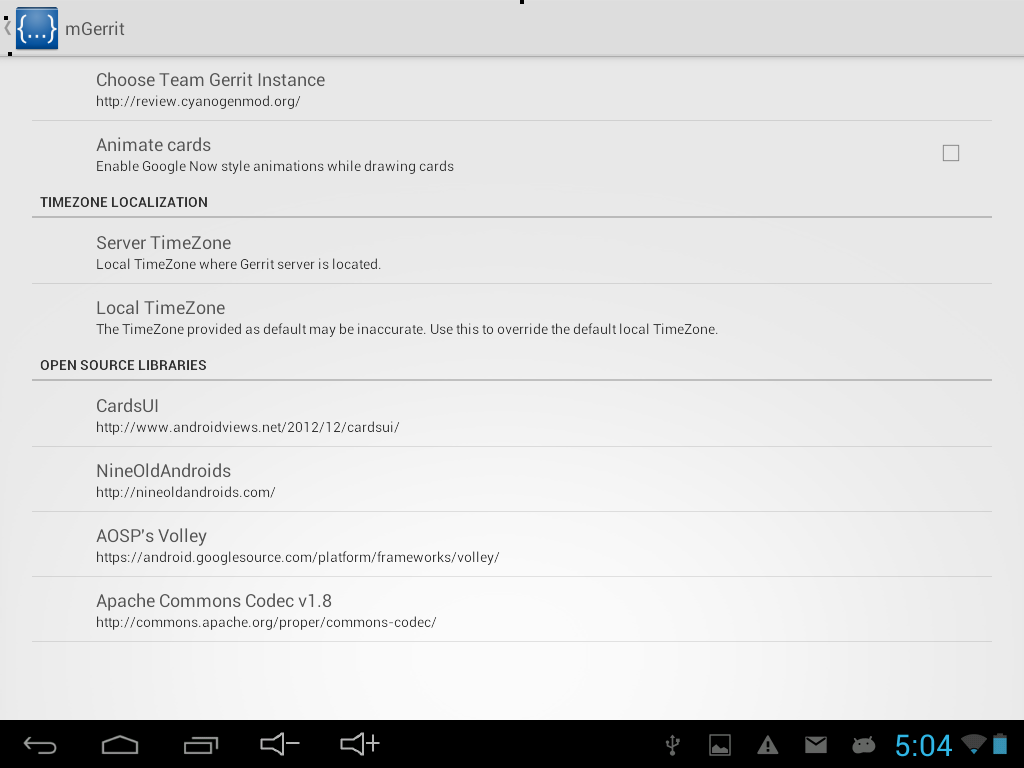 {...} mGerrit
Choose Team Gerrit Instance
http://review.cyanogenmod.org/
Animate cards
Enable Google Now style animations while drawing cards
TIMEZONE LOCALIZATION
Server TimeZone
Local TimeZone where Gerrit server is located.
Local TimeZone
The TimeZone provided as default may be inaccurate. Use this to override the default local TimeZone.
OPEN SOURCE LIBRARIES
CardsUI
http://www.androidviews.net/2012/12/cardsui/
NineOldAndroids
http://nineoldandroids.com/
AOSP's Volley
https://android.googlesource.com/platform/frameworks/volley/
Apache Commons Codec v1.8
http://commons.apache.org/proper/commons-codec/
5:04